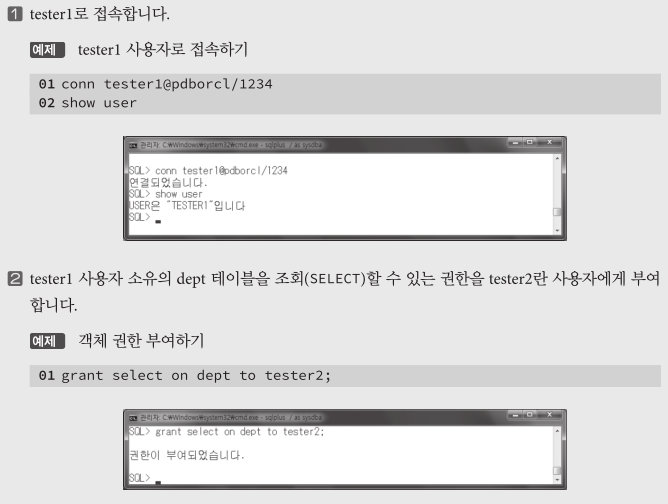 1 tester1로 접속합니다.
예제 tester1 사용자로 접속하기
01 conn tester1@pdborcl/1234
02 show user
관리자: C:₩Windows₩system32₩cmd.exe - sqlplus / as sysdba
SQL> conn tester1@pdborcl/1234
연결되었습니다.
SQL> show user
USER은 "TESTER1"입니다
SQL>
2 tester1 사용자 소유의 dept 테이블을 조회(SELECT)할 수 있는 권한을 tester2란 사용자에게 부여
합니다.
예제 객체 권한 부여하기
01 grant select on dept to tester2;
관리자: C:₩Windows₩system32₩cmd.exe - sqlplus / as sysdba
SQL> grant select on dept to tester2;
권한이 부여되었습니다.
SQL>